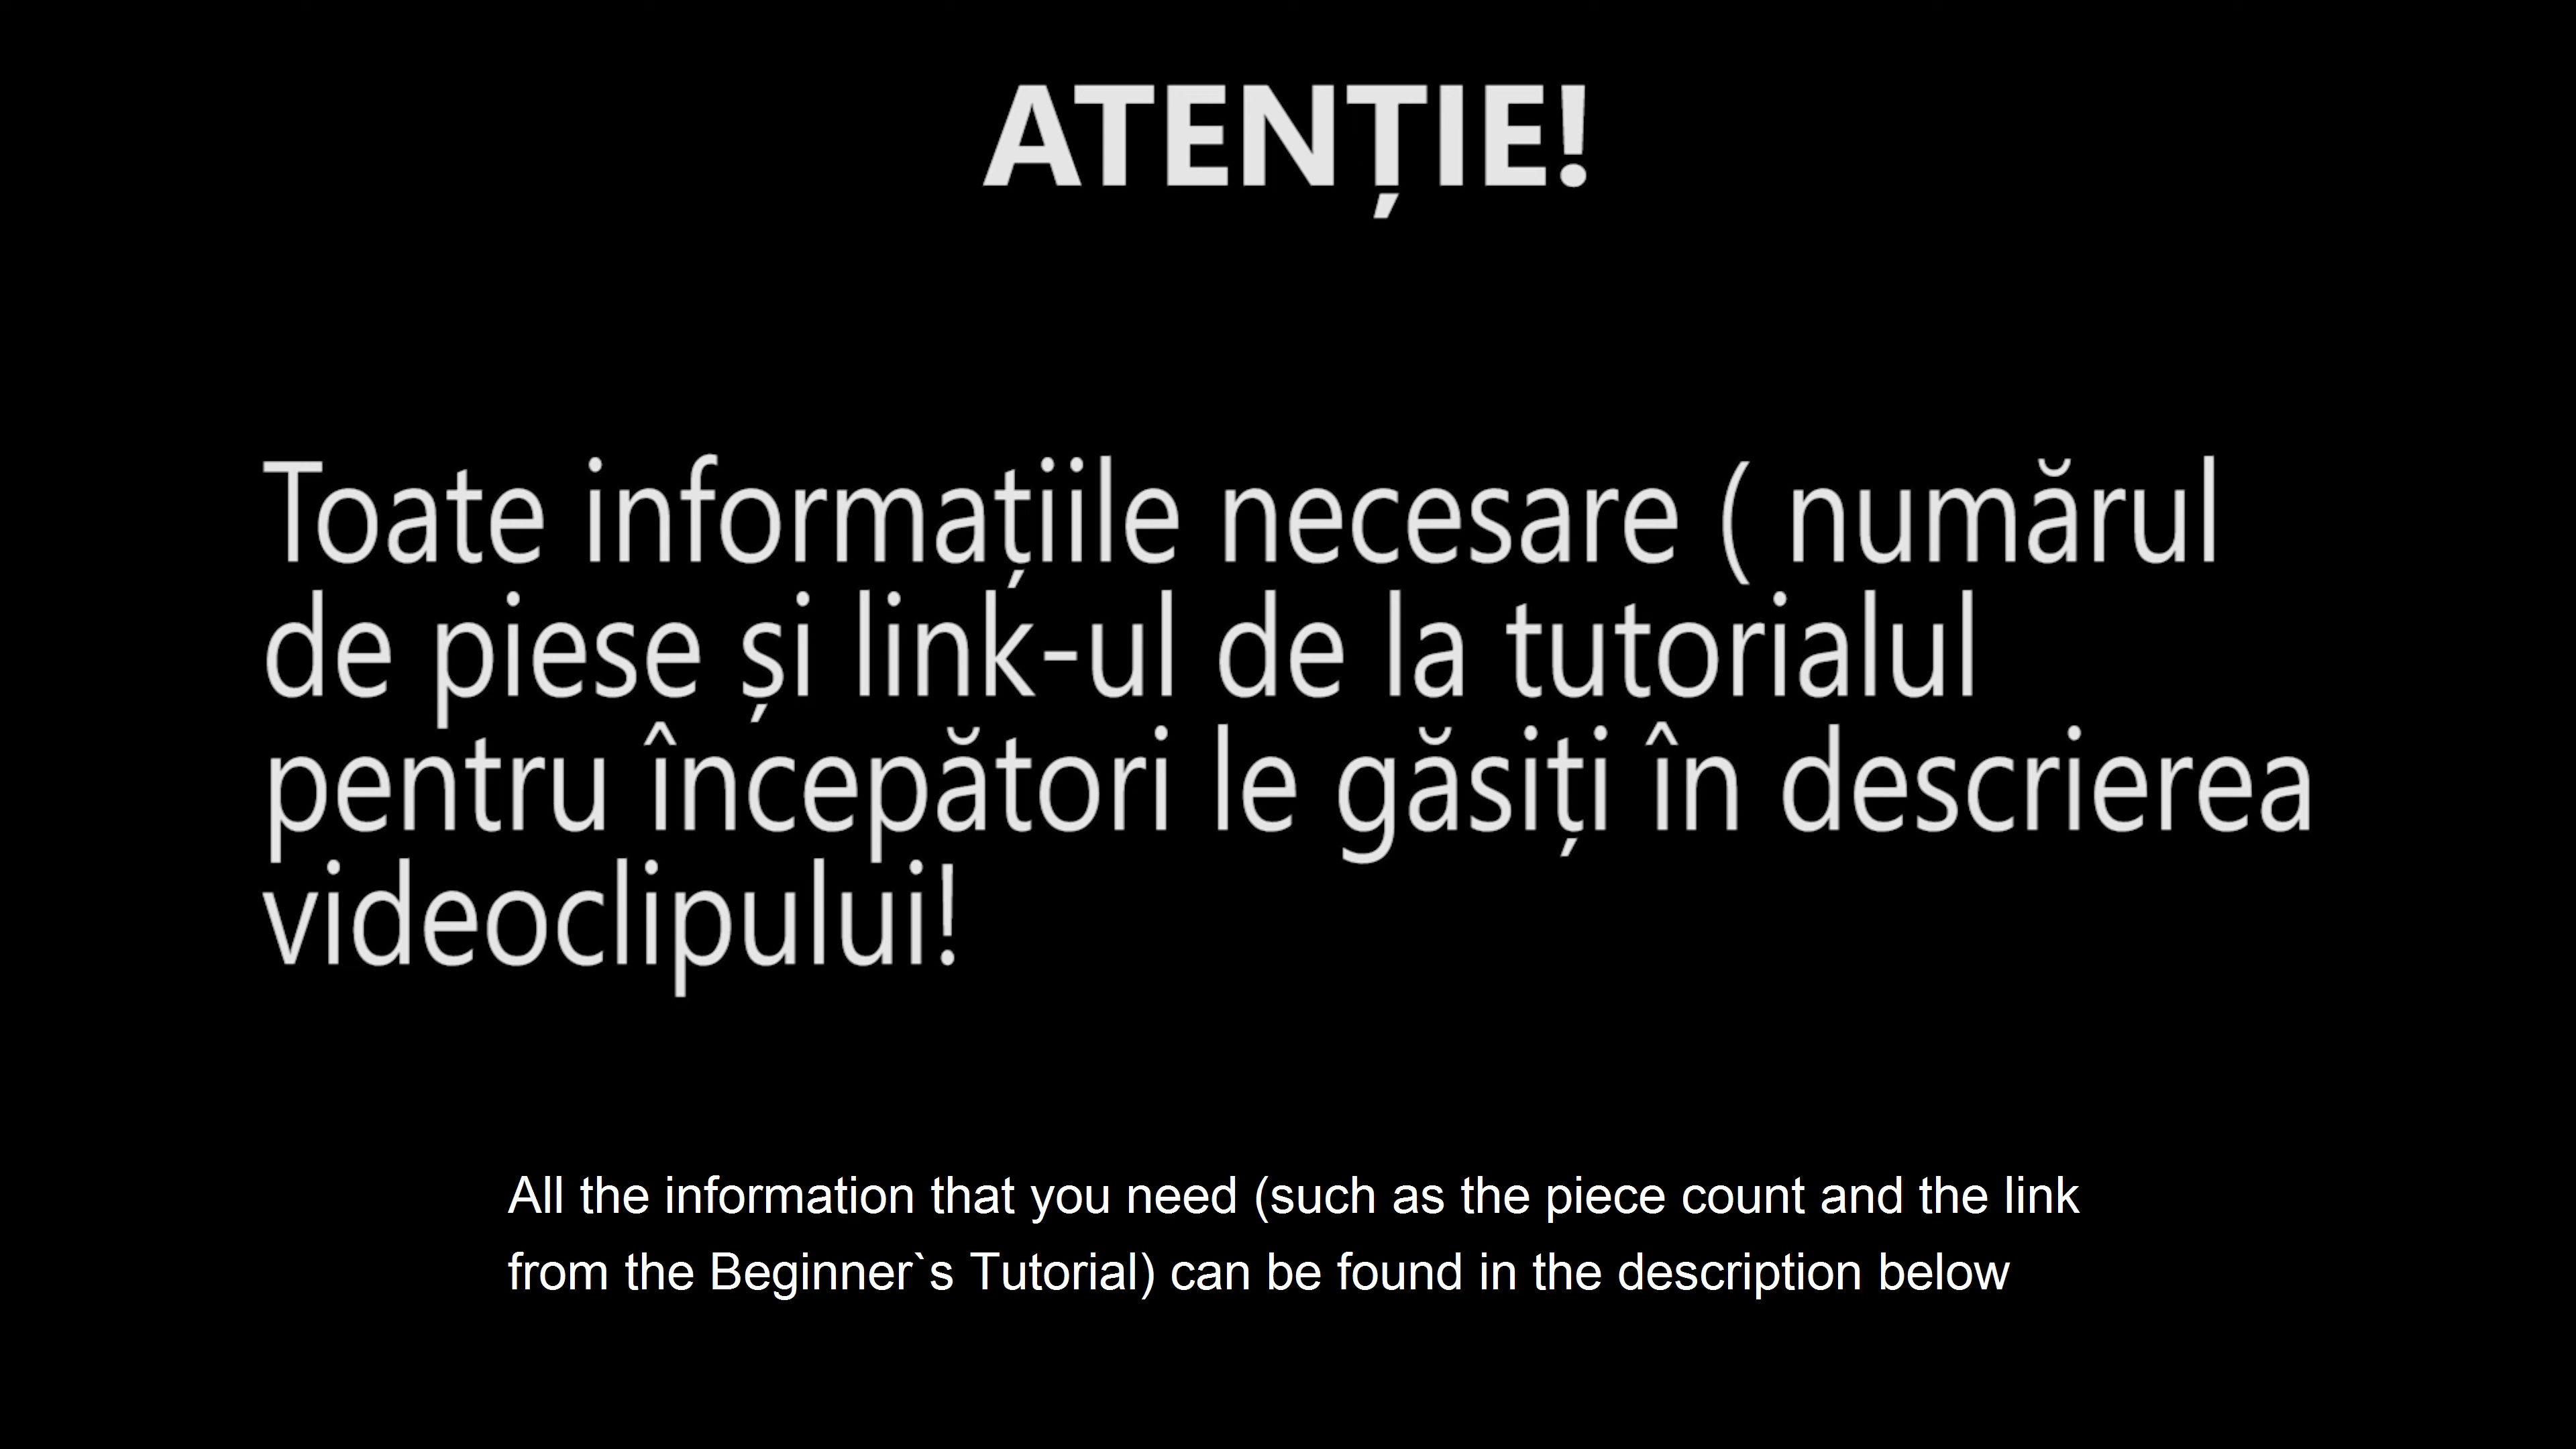 ATENȚIE!
Toate informațiile necesare ( numărul
de piese și link-ul de la tutorialul
pentru începători le găsiți în descrierea
videoclipului!
All the information that you need (such as the piece count and the link
from the Beginner`s Tutorial) can be found in the description below